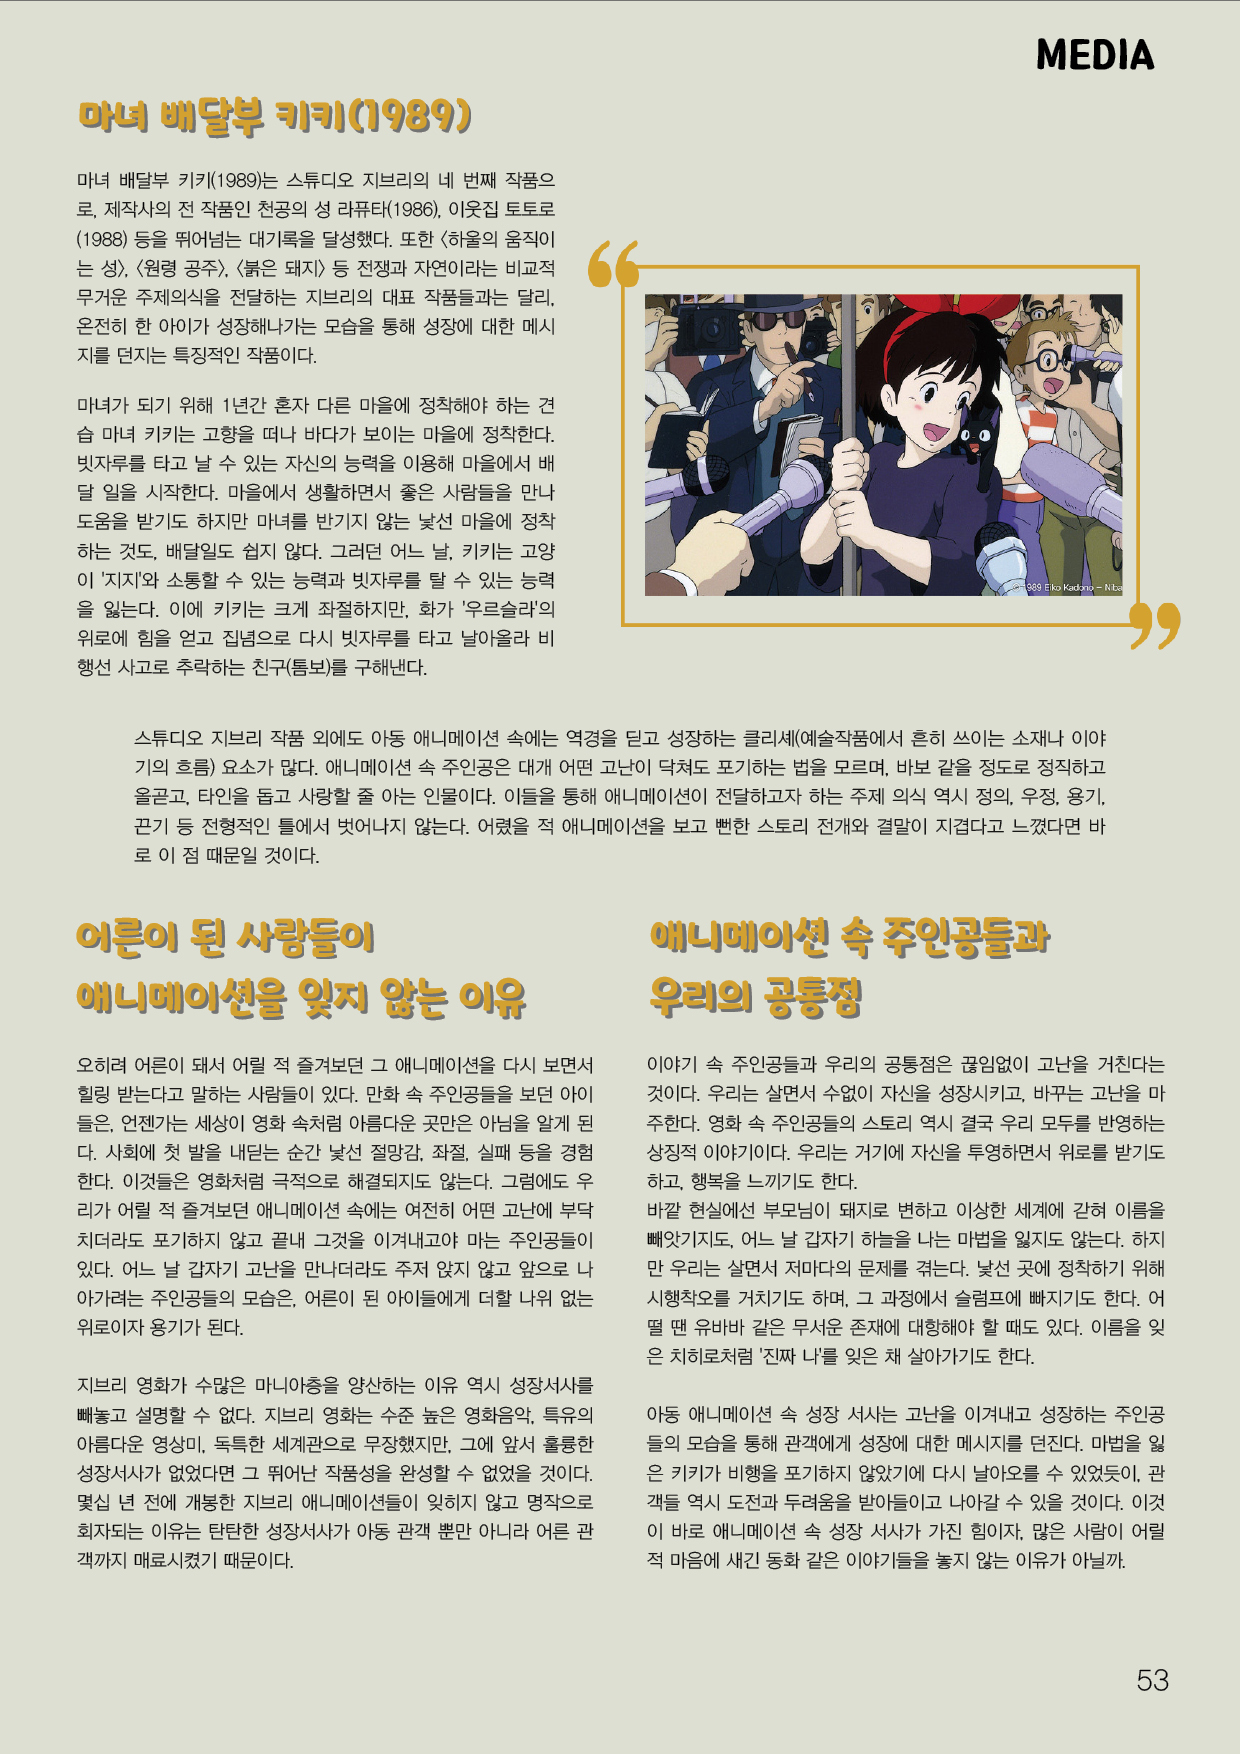 MEDIA
마녀 배달부 키키(1989)
마녀 배달부 키키(1989)는 스튜디오 지브리의 네 번째 작품으
로, 제작사의 전 작품인 천공의 성 라퓨타(1986), 이웃집 토토로
(1988) 등을 뛰어넘는 대기록을 달성했다. 또한 〈하울의 움직이
는 성〉, 〈원령 공주〉, 〈붉은 돼지〉 등 전쟁과 자연이라는 비교적
무거운 주제의식을 전달하는 지브리의 대표 작품들과는 달리,
온전히 한 아이가 성장해나가는 모습을 통해 성장에 대한 메시
지를 던지는 특징적인 작품이다.
마녀가 되기 위해 1년간 혼자 다른 마을에 정착해야 하는 견
습 마녀 키키는 고향을 떠나 바다가 보이는 마을에 정착한다.
빗자루를 타고 날 수 있는 자신의 능력을 이용해 마을에서 배
달 일을 시작한다. 마을에서 생활하면서 좋은 사람들을 만나
도움을 받기도 하지만 마녀를 반기지 않는 낯선 마을에 정착
하는 것도, 배달일도 쉽지 않다. 그러던 어느 날, 키키는 고양
이 '지지'와 소통할 수 있는 능력과 빗자루를 탈 수 있는 능력
을 잃는다. 이에 키키는 크게 좌절하지만, 화가 '우르슬라'의
위로에 힘을 얻고 집념으로 다시 빗자루를 타고 날아올라 비
행선 사고로 추락하는 친구(톰보)를 구해낸다.
“
© 1989 Eiko Kadono – Niba
”
스튜디오 지브리 작품 외에도 아동 애니메이션 속에는 역경을 딛고 성장하는 클리셰(예술작품에서 흔히 쓰이는 소재나 이야
기의 흐름) 요소가 많다. 애니메이션 속 주인공은 대개 어떤 고난이 닥쳐도 포기하는 법을 모르며, 바보 같을 정도로 정직하고
올곧고, 타인을 돕고 사랑할 줄 아는 인물이다. 이들을 통해 애니메이션이 전달하고자 하는 주제 의식 역시 정의, 우정, 용기,
끈기 등 전형적인 틀에서 벗어나지 않는다. 어렸을 적 애니메이션을 보고 뻔한 스토리 전개와 결말이 지겹다고 느꼈다면 바
로 이 점 때문일 것이다.
어른이 된 사람들이
애니메이션을 잊지 않는 이유
오히려 어른이 돼서 어릴 적 즐겨보던 그 애니메이션을 다시 보면서
힐링 받는다고 말하는 사람들이 있다. 만화 속 주인공들을 보던 아이
들은, 언젠가는 세상이 영화 속처럼 아름다운 곳만은 아님을 알게 된
다. 사회에 첫 발을 내딛는 순간 낯선 절망감, 좌절, 실패 등을 경험
한다. 이것들은 영화처럼 극적으로 해결되지도 않는다. 그럼에도 우
리가 어릴 적 즐겨보던 애니메이션 속에는 여전히 어떤 고난에 부닥
치더라도 포기하지 않고 끝내 그것을 이겨내고야 마는 주인공들이
있다. 어느 날 갑자기 고난을 만나더라도 주저 앉지 않고 앞으로 나
아가려는 주인공들의 모습은, 어른이 된 아이들에게 더할 나위 없는
위로이자 용기가 된다.
지브리 영화가 수많은 마니아층을 양산하는 이유 역시 성장서사를
빼놓고 설명할 수 없다. 지브리 영화는 수준 높은 영화음악, 특유의
아름다운 영상미, 독특한 세계관으로 무장했지만, 그에 앞서 훌륭한
성장서사가 없었다면 그 뛰어난 작품성을 완성할 수 없었을 것이다.
몇십 년 전에 개봉한 지브리 애니메이션들이 잊히지 않고 명작으로
회자되는 이유는 탄탄한 성장서사가 아동 관객 뿐만 아니라 어른 관
객까지 매료시켰기 때문이다.
애니메이션 속 주인공들과
우리의 공통점
이야기 속 주인공들과 우리의 공통점은 끊임없이 고난을 거친다는
것이다. 우리는 살면서 수없이 자신을 성장시키고, 바꾸는 고난을 마
주한다. 영화 속 주인공들의 스토리 역시 결국 우리 모두를 반영하는
상징적 이야기이다. 우리는 거기에 자신을 투영하면서 위로를 받기도
하고, 행복을 느끼기도 한다.
바깥 현실에선 부모님이 돼지로 변하고 이상한 세계에 갇혀 이름을
빼앗기지도, 어느 날 갑자기 하늘을 나는 마법을 잃지도 않는다. 하지
만 우리는 살면서 저마다의 문제를 겪는다. 낯선 곳에 정착하기 위해
시행착오를 거치기도 하며, 그 과정에서 슬럼프에 빠지기도 한다. 어
떨 땐 유바바 같은 무서운 존재에 대항해야 할 때도 있다. 이름을 잊
은 치히로처럼 '진짜 나'를 잊은 채 살아가기도 한다.
아동 애니메이션 속 성장 서사는 고난을 이겨내고 성장하는 주인공
들의 모습을 통해 관객에게 성장에 대한 메시지를 던진다. 마법을 잃
은 키키가 비행을 포기하지 않았기에 다시 날아오를 수 있었듯이, 관
객들 역시 도전과 두려움을 받아들이고 나아갈 수 있을 것이다. 이것
이 바로 애니메이션 속 성장 서사가 가진 힘이자, 많은 사람이 어릴
적 마음에 새긴 동화 같은 이야기들을 놓지 않는 이유가 아닐까.
53